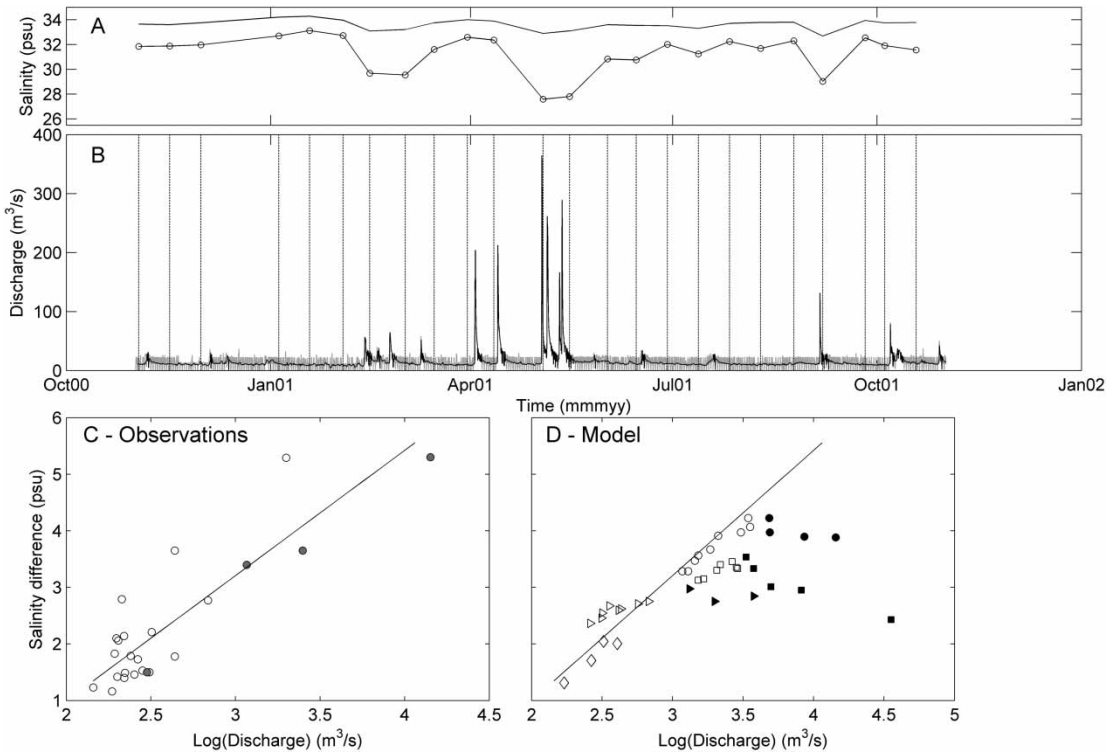 A
Salinity (psu)
34
32
30
28
26
B
Discharge (m³/s)
400
300
200
100
0
Oct00
Jan01
Apr01
Jul01
Oct01
Jan02
Time (mmmyy)
C - Observations
Salinity difference (psu)
6
5
4
3
2
1
2
2.5
3
3.5
4
4.5
Log(Discharge) (m³/s)
D - Model
2
2.5
3
3.5
4
4.5
5
Log(Discharge) (m³/s)